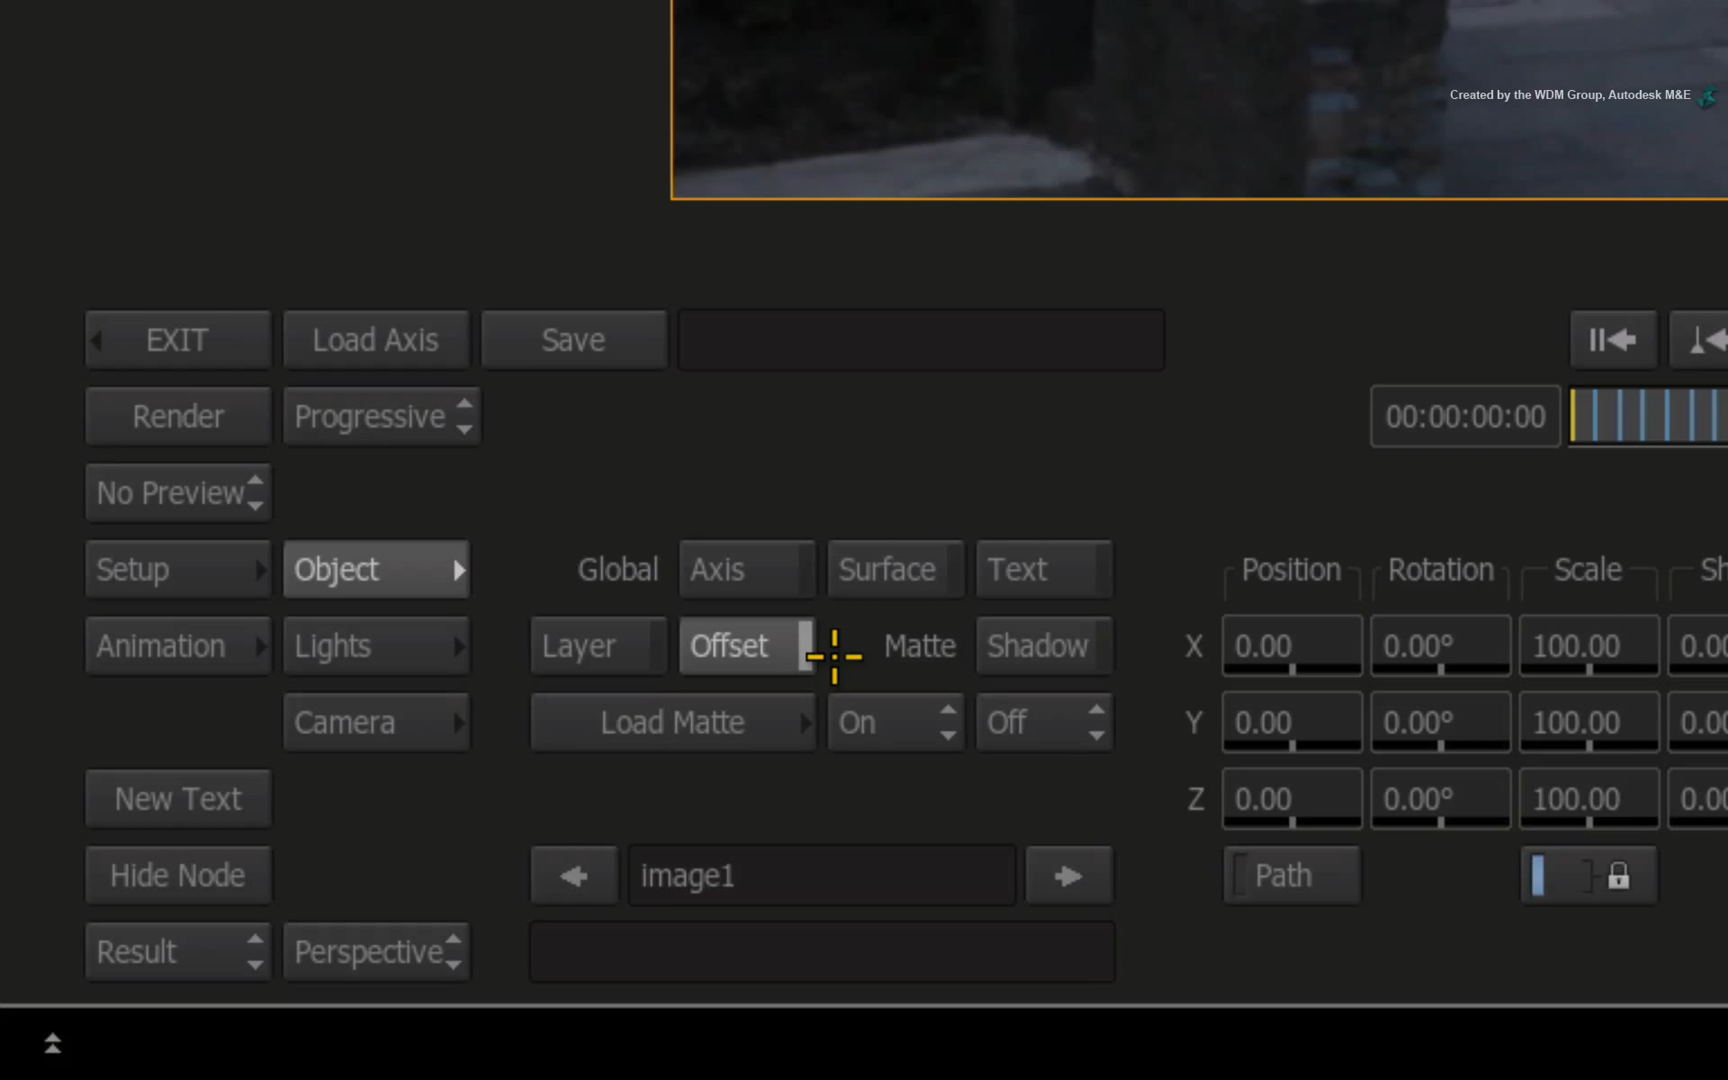 Created by the WDM Group, Autodesk M&E
EXIT Load Axis Save
Render Progressive 00:00:00:00
No Preview
Setup Object Global Axis Surface Text Position Rotation Scale
Animation Lights Layer Offset Matte Shadow X 0.00 0.00° 100.00
Camera Load Matte On Off Y 0.00 0.00° 100.00
New Text Z 0.00 0.00° 100.00
Hide Node image1 Path
Result Perspective